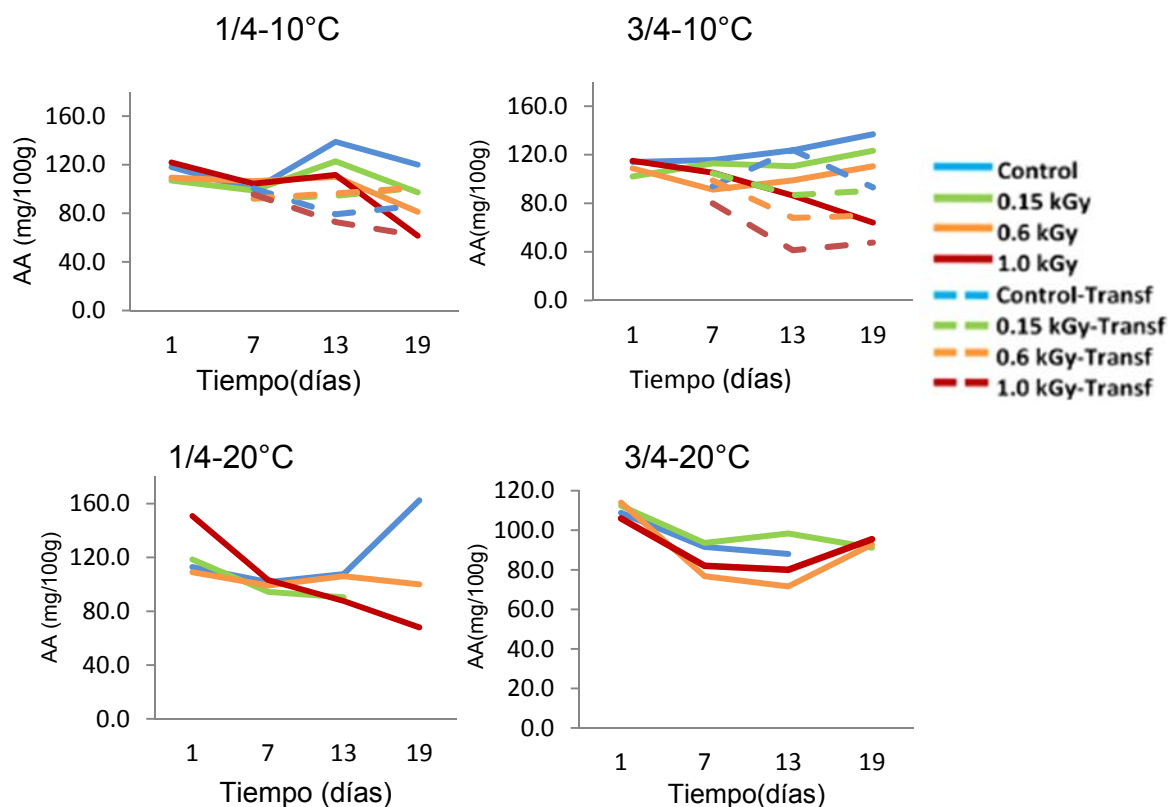 1/4-10°C
160.0
120.0
80.0
40.0
0.0
AA (mg/100g)
1 7 13 19
Tiempo(días)
3/4-10°C
160.0
120.0
80.0
40.0
0.0
AA(mg/100g)
1 7 13 19
Tiempo (días)
Control
0.15 kGy
0.6 kGy
1.0 kGy
Control-Transf
0.15 kGy-Transf
0.6 kGy-Transf
1.0 kGy-Transf
1/4-20°C
160.0
120.0
80.0
40.0
0.0
AA (mg/100g)
1 7 13 19
Tiempo (días)
3/4-20°C
120.0
100.0
80.0
60.0
40.0
20.0
0.0
AA(mg/100g)
1 7 13 19
Tiempo(días)